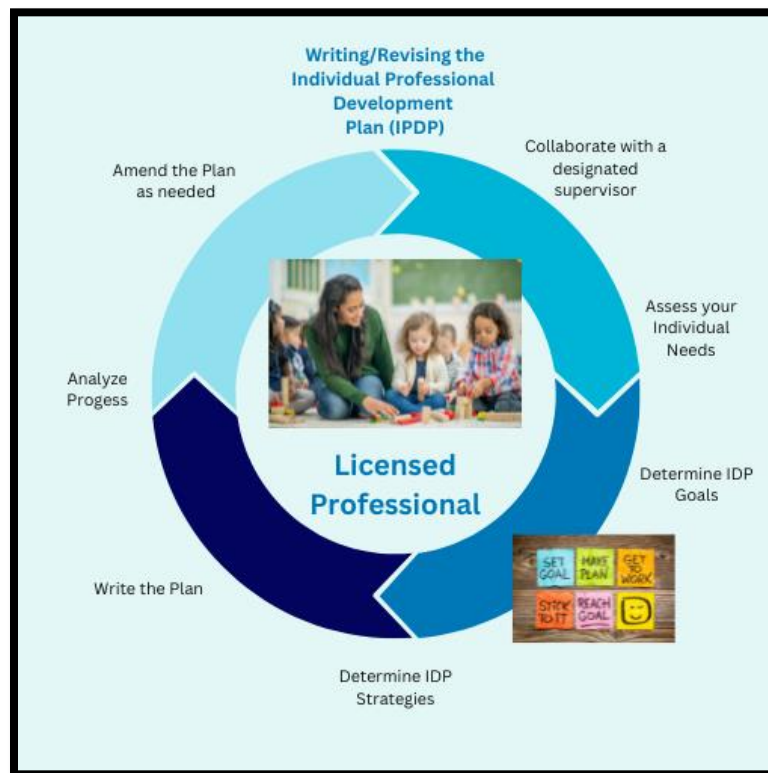 Writing/Revising the
Individual Professional
Development
Plan (IPDP)
Collaborate with a
designated
supervisor
Assess your
Individual
Needs
Determine IDP
Goals
SET
GOAL
MAKE
PLAN
GET
TO
WORK
STICK
TO IT
REACH
GOAL
Determine IDP
Strategies
Write the Plan
Analyze
Progess
Amend the Plan
as needed
Licensed
Professional